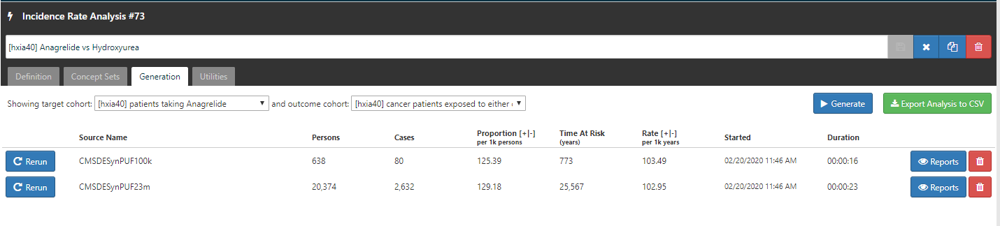 Incidence Rate Analysis #73
[hxia40] Anagrelide vs Hydroxyurea
Definition Concept Sets Generation Utilities
Showing target cohort: [hxia40] patients taking Anagrelide and outcome cohort: [hxia40] cancer patients exposed to either Generate Export Analysis to CSV
Source Name Persons Cases Proportion [+|-] Time At Risk Rate [+|-] Started Duration
per 1k persons (years) per 1k years
Rerun CMSDESynPUF100k 638 80 125.39 773 103.49 02/20/2020 11:46 AM 00:00:16 Reports
Rerun CMSDESynPUF23m 20,374 2,632 129.18 25,567 102.95 02/20/2020 11:46 AM 00:00:23 Reports